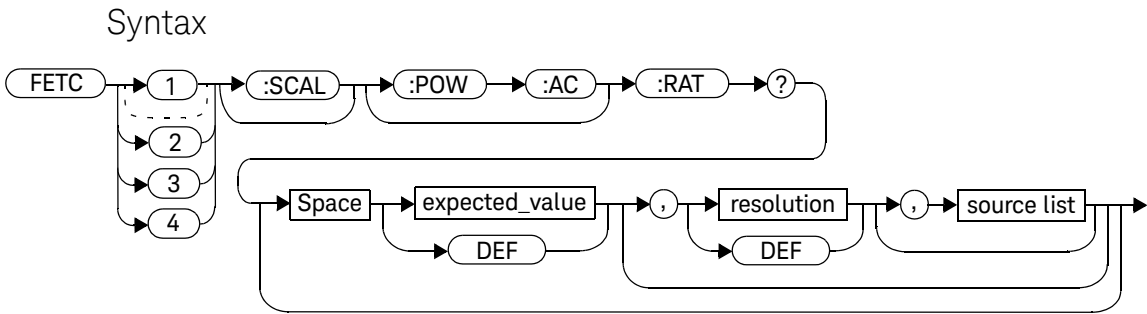 Syntax
FETC 1 :SCAL :POW :AC :RAT ?
2
3
4
Space expected_value , resolution , source list
DEF DEF